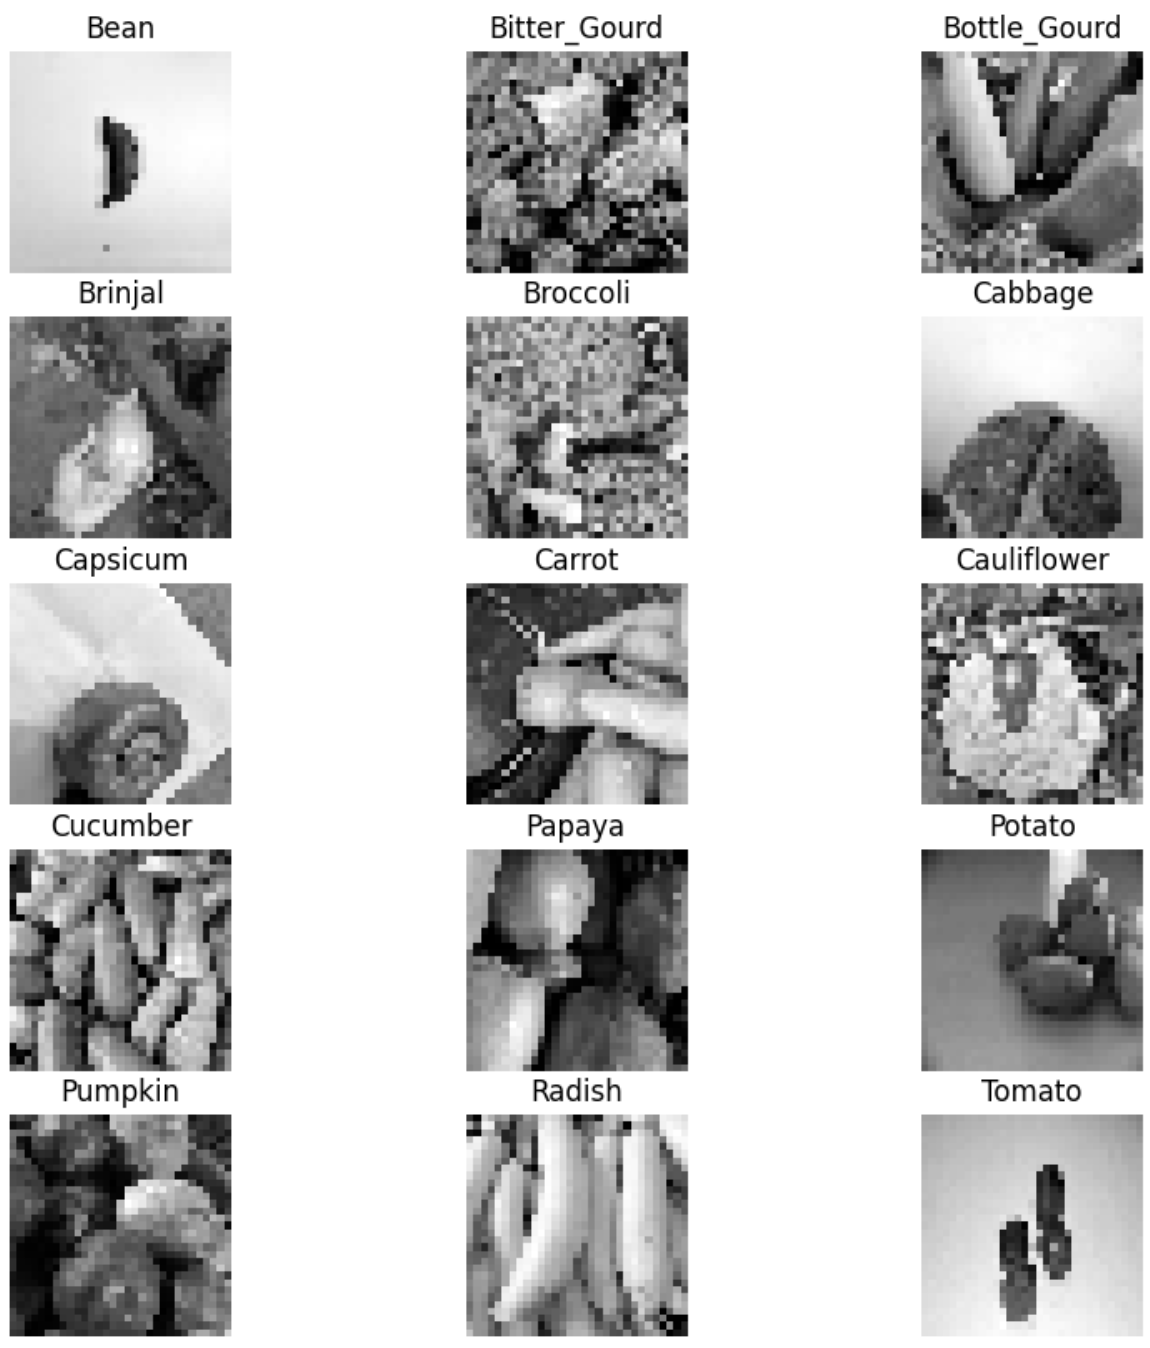 Bean
Bitter_Gourd
Bottle_Gourd
Brinjal
Broccoli
Cabbage
Capsicum
Carrot
Cauliflower
Cucumber
Papaya
Potato
Pumpkin
Radish
Tomato